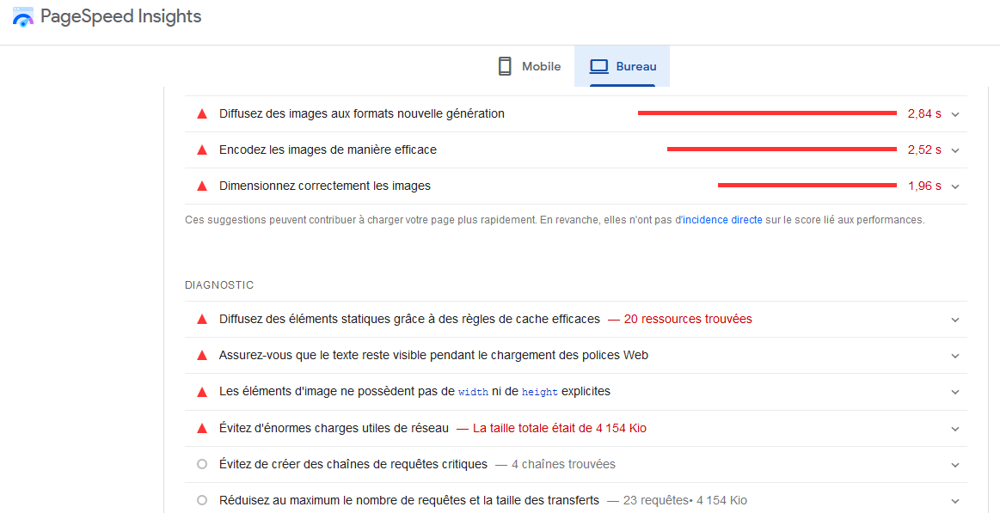 PageSpeed Insights
Mobile
Bureau
Diffusez des images aux formats nouvelle génération 2,84 s
Encodez les images de manière efficace 2,52 s
Dimensionnez correctement les images 1,96 s
Ces suggestions peuvent contribuer à charger votre page plus rapidement. En revanche, elles n'ont pas d'incidence directe sur le score lié aux performances.
DIAGNOSTIC
Diffusez des éléments statiques grâce à des règles de cache efficaces — 20 ressources trouvées
Assurez-vous que le texte reste visible pendant le chargement des polices Web
Les éléments d'image ne possèdent pas de width ni de height explicites
Évitez d'énormes charges utiles de réseau — La taille totale était de 4 154 Kio
Évitez de créer des chaînes de requêtes critiques — 4 chaînes trouvées
Réduisez au maximum le nombre de requêtes et la taille des transferts — 23 requêtes• 4 154 Kio